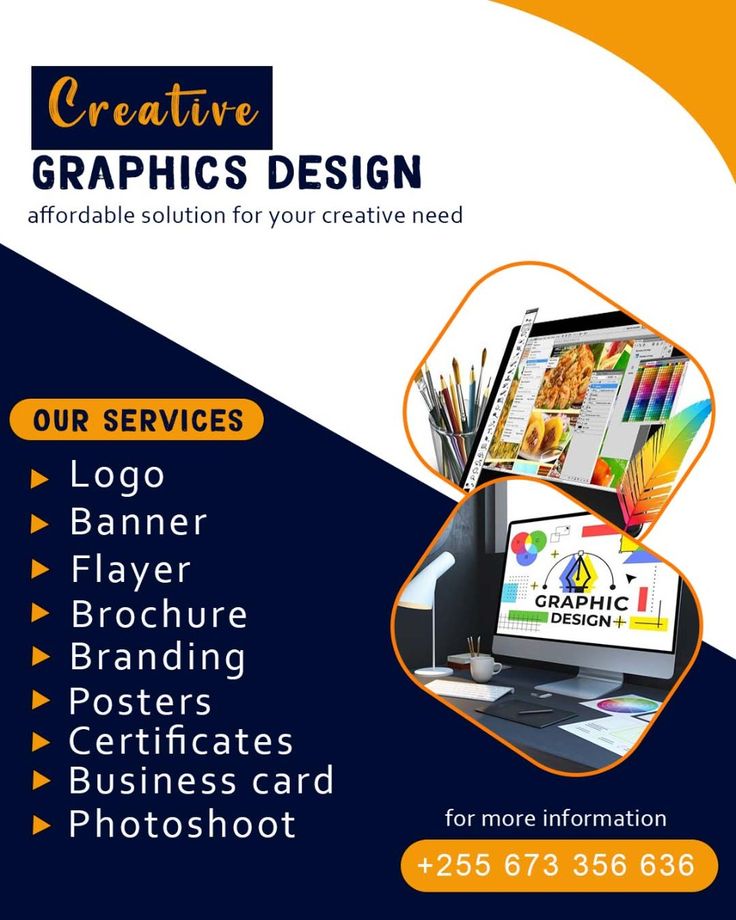 Creative
GRAPHICS DESIGN
affordable solution for your creative need
OUR SERVICES
Logo
Banner
Flayer
Brochure
Branding
Posters
Certificates
Business card
Photoshoot
GRAPHIC
DESIGN
for more information
+255 673 356 636